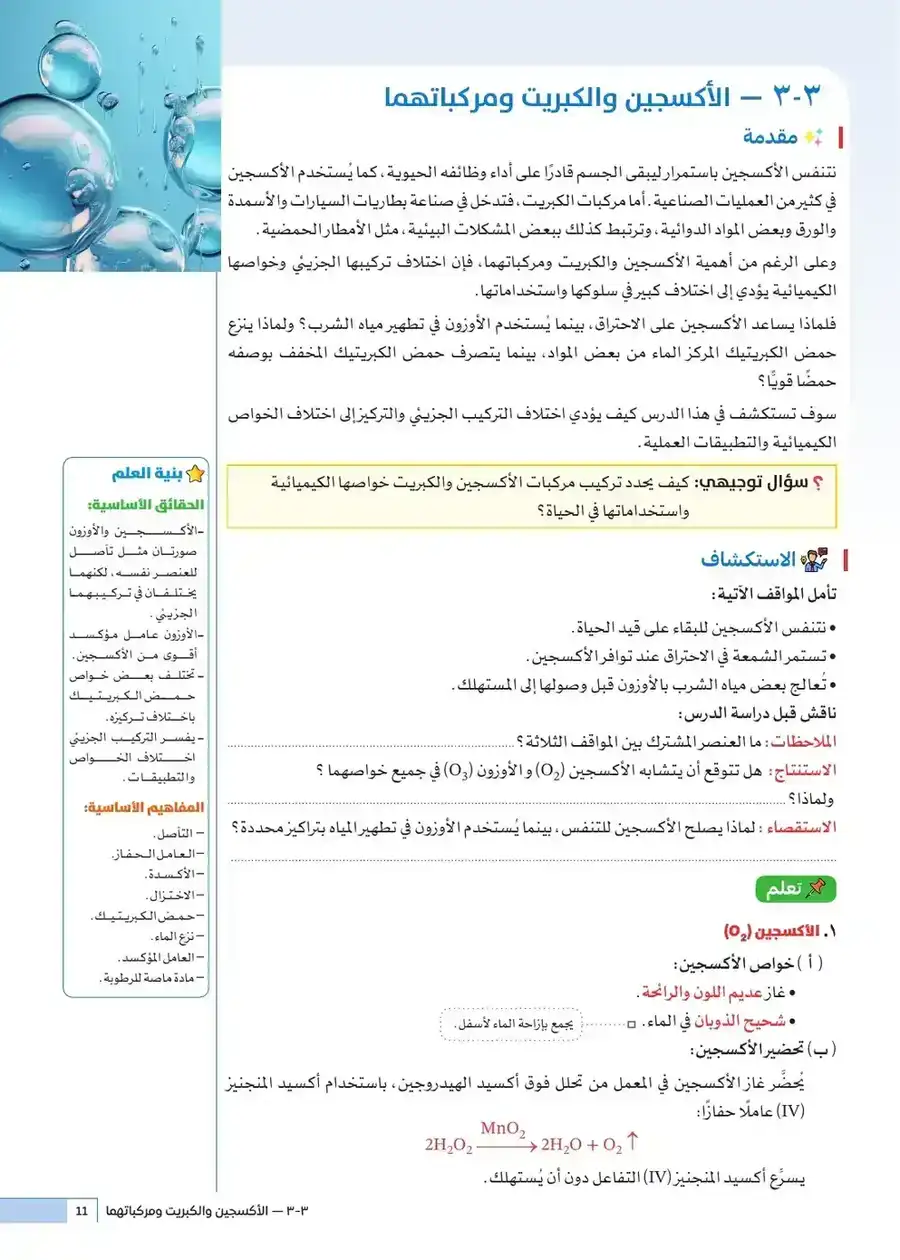 ٣-٣ — الأكسجين والكبريت ومركباتهما
مقدمة
نتنفس الأكسجين باستمرار ليبقى الجسم قادرًا على أداء وظائفه الحيوية، كما يُستخدم الأكسجين
في كثير من العمليات الصناعية. أما مركبات الكبريت، فتدخل في صناعة بطاريات السيارات والأسمدة
والورق وبعض المواد الدوائية، وترتبط كذلك ببعض المشكلات البيئية، مثل الأمطار الحمضية.
وعلى الرغم من أهمية الأكسجين والكبريت ومركباتهما، فإن اختلاف تركيبها الجزيئي وخواصها
الكيميائية يؤدي إلى اختلاف كبير في سلوكها واستخداماتها.
فلماذا يساعد الأكسجين على الاحتراق، بينما يُستخدم الأوزون في تطهير مياه الشرب؟ ولماذا ينزع
حمض الكبريتيك المركز الماء من بعض المواد، بينما يتصرف حمض الكبريتيك المخفف بوصفه
حمضًا قويًّا؟
سوف تستكشف في هذا الدرس كيف يؤدي اختلاف التركيب الجزيئي والتركيز إلى اختلاف الخواص
الكيميائية والتطبيقات العملية.
؟ سؤال توجيهي: كيف يحدد تركيب مركبات الأكسجين والكبريت خواصها الكيميائية
واستخداماتها في الحياة؟
الاستكشاف
تأمل المواقف الآتية:
• نتنفس الأكسجين للبقاء على قيد الحياة.
• تستمر الشمعة في الاحتراق عند توافر الأكسجين.
• تُعالج بعض مياه الشرب بالأوزون قبل وصولها إلى المستهلك.
ناقش قبل دراسة الدرس:
الملاحظات: ما العنصر المشترك بين المواقف الثلاثة؟
الاستنتاج: هل تتوقع أن يتشابه الأكسجين (O₂) والأوزون (O₃) في جميع خواصهما؟
ولماذا؟
الاستقصاء: لماذا يصلح الأكسجين للتنفس، بينما يُستخدم الأوزون في تطهير المياه بتراكيز محددة؟
تعلم
١. الأكسجين (O₂)
(أ) خواص الأكسجين:
• غاز عديم اللون والرائحة.
• شحيح الذوبان في الماء. يجمع بإزاحة الماء لأسفل.
(ب) تحضير الأكسجين:
يُحضَّر غاز الأكسجين في المعمل من تحلل فوق أكسيد الهيدروجين، باستخدام أكسيد المنجنيز
(IV) عاملًا حفازًا:
MnO₂
2H₂O₂ ⟶ 2H₂O + O₂ ↑
يسرِّع أكسيد المنجنيز (IV) التفاعل دون أن يُستهلك.
بنية العلم
الحقائق الأساسية:
-الأكسجين والأوزون
صورتان مثل تآصل
للعنصر نفسه، لكنهما
يختلفان في تركيبهما
الجزيئي.
-الأوزون عامل مؤكسد
أقوى من الأكسجين.
- تختلف بعض خواص
حمض الكبريتيك
باختلاف تركيزه.
- يفسر التركيب الجزيئي
اختلاف الخواص
والتطبيقات.
المفاهيم الأساسية:
– التآصل.
– العامل الحفاز.
– الأكسدة.
– الاختزال.
– حمض الكبريتيك.
– نزع الماء.
– العامل المؤكسد.
– مادة ماصة للرطوبة.
٣-٣ — الأكسجين والكبريت ومركباتهما
11